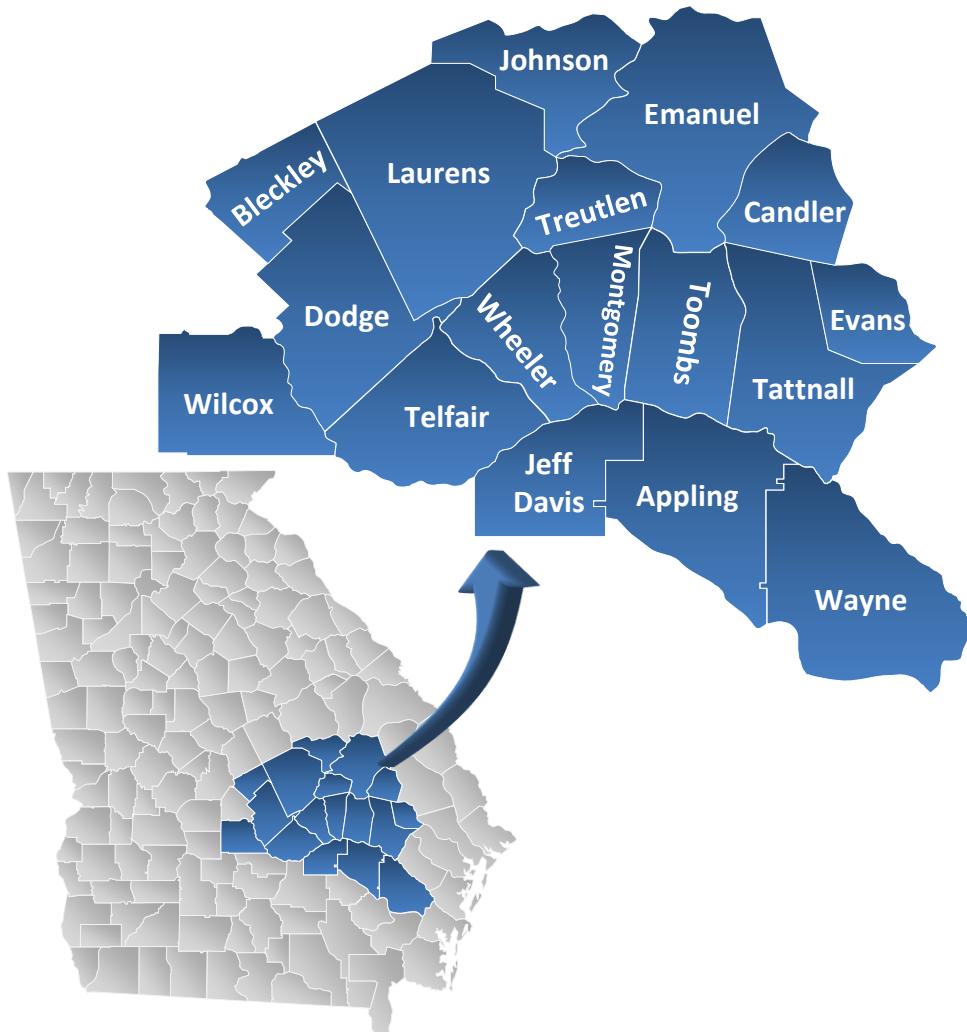 Johnson
Emanuel
Bleckley
Laurens
Treutlen
Candler
Dodge
Wheeler
Montgomery
Toombs
Evans
Wilcox
Telfair
Tattnall
Jeff
Davis
Appling
Wayne